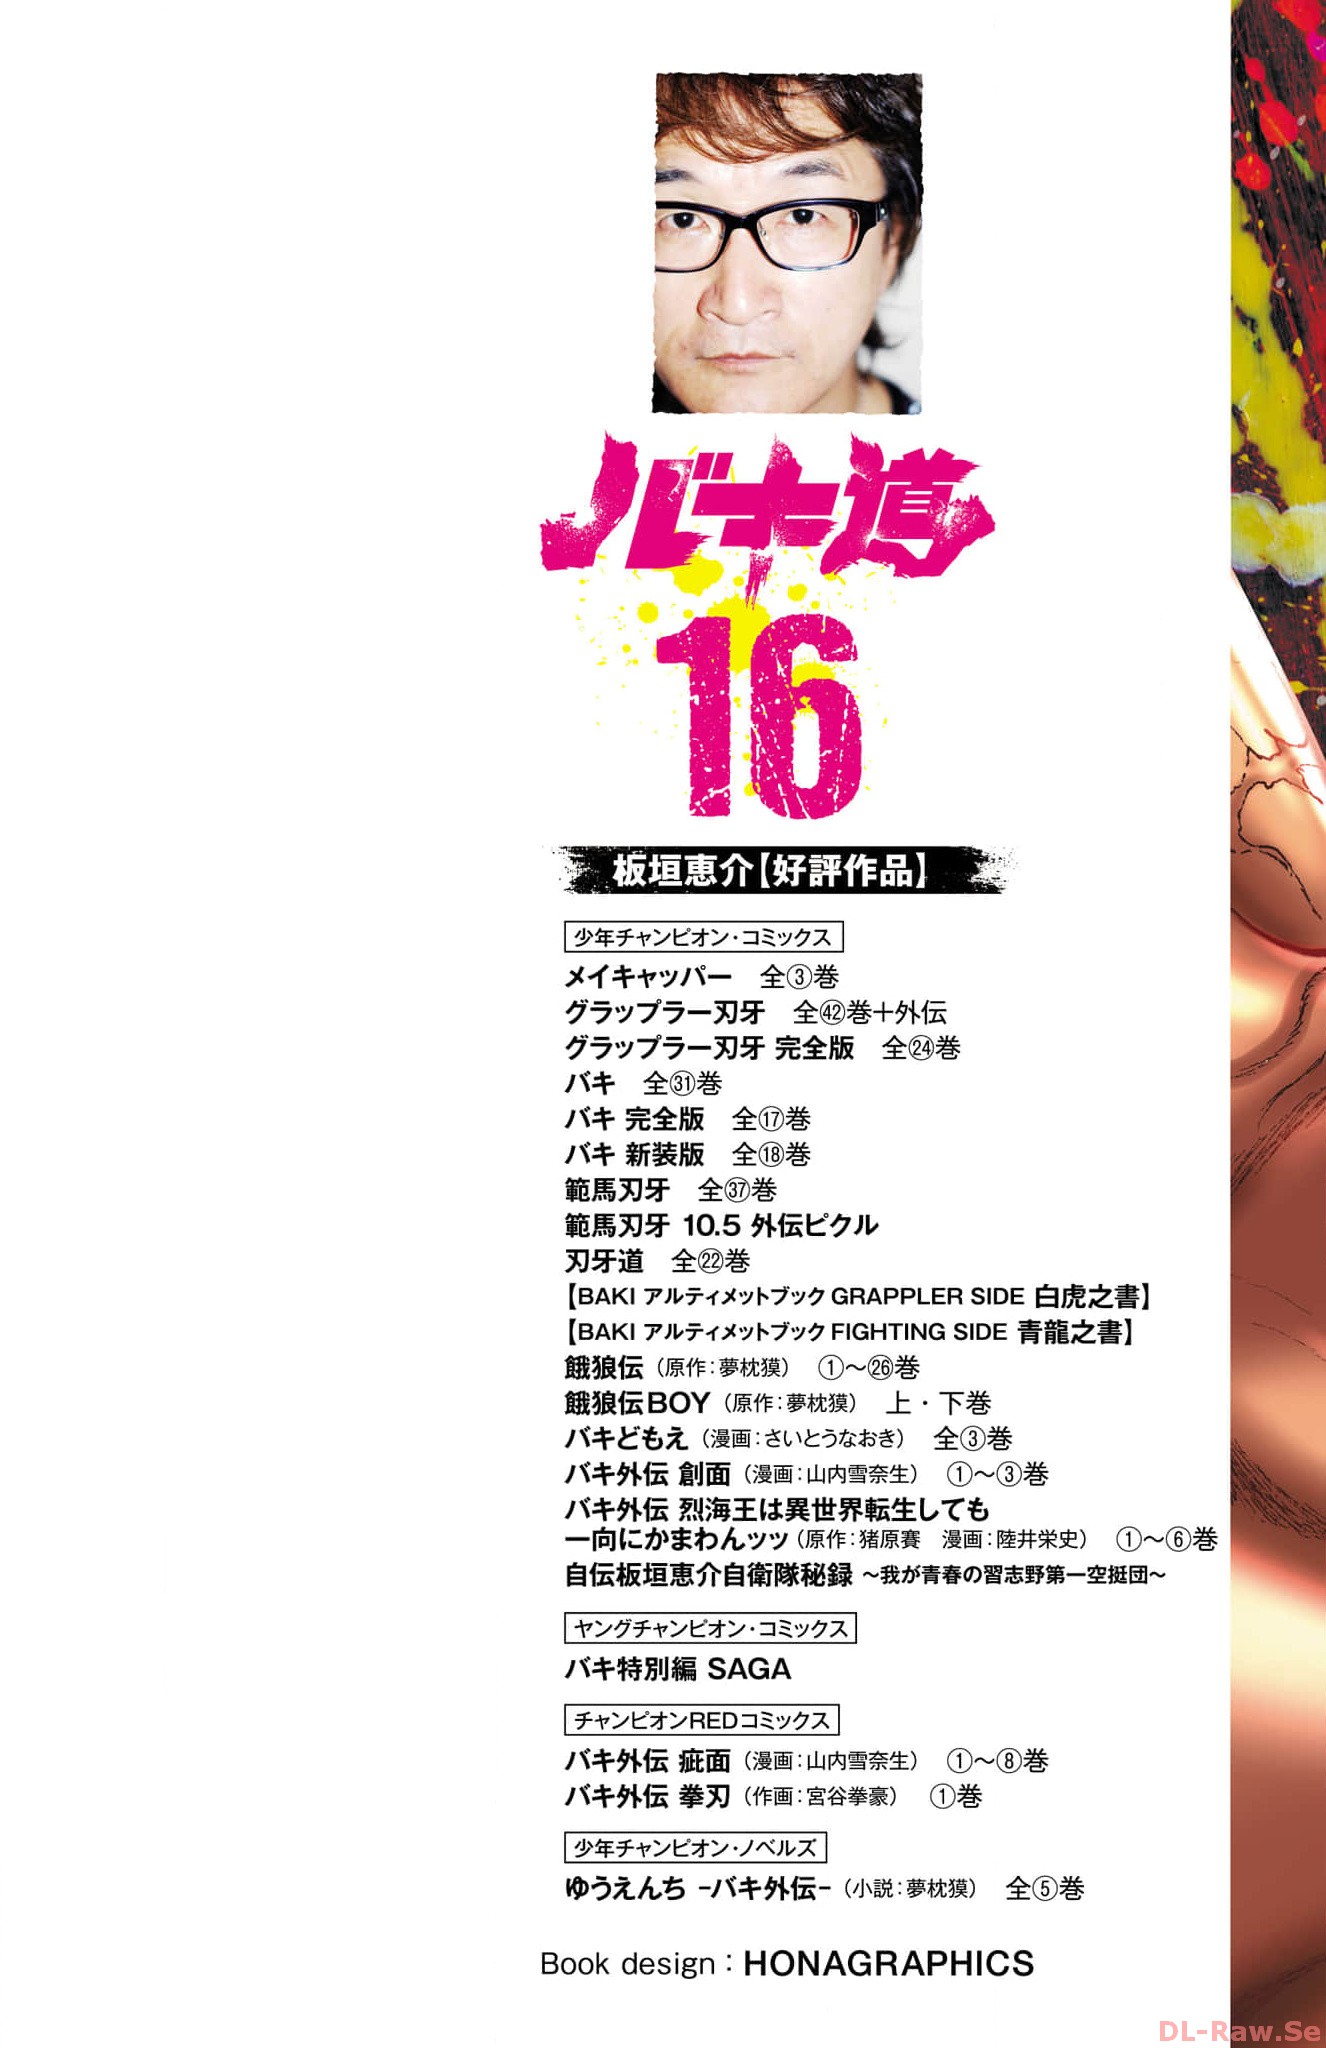 バキ道
16
板垣恵介【好評作品】
少年チャンピオン・コミックス
メイキャッパー 全③巻
グラップラー刃牙 全㊷巻＋外伝
グラップラー刃牙 完全版 全㉔巻
バキ 全㉛巻
バキ 完全版 全⑰巻
バキ 新装版 全⑱巻
範馬刃牙 全㊲巻
範馬刃牙 10.5 外伝ピクル
刃牙道 全㉒巻
【BAKI アルティメットブック GRAPPLER SIDE 白虎之書】
【BAKI アルティメットブック FIGHTING SIDE 青龍之書】
餓狼伝（原作：夢枕獏） ①～㉖巻
餓狼伝BOY（原作：夢枕獏） 上・下巻
バキどもえ（漫画：さいとうなおき） 全③巻
バキ外伝 創面（漫画：山内雪奈生） ①～③巻
バキ外伝 烈海王は異世界転生しても
一向にかまわんッッ（原作：猪原賽 漫画：陸井栄史） ①～⑥巻
自伝板垣恵介自衛隊秘録 ～我が青春の習志野第一空挺団～
ヤングチャンピオン・コミックス
バキ特別編 SAGA
チャンピオンREDコミックス
バキ外伝 疵面（漫画：山内雪奈生） ①～⑧巻
バキ外伝 拳刃（作画：宮谷拳豪） ①巻
少年チャンピオン・ノベルズ
ゆうえんち -バキ外伝-（小説：夢枕獏） 全⑤巻
Book design：HONAGRAPHICS
DL-Raw.Se